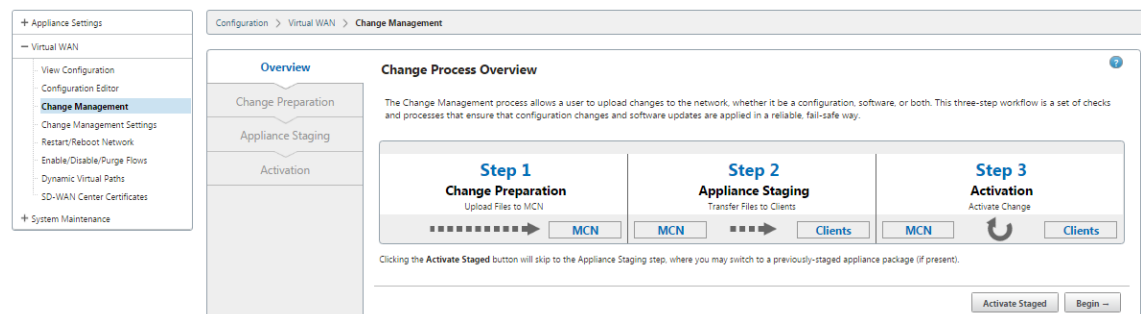 + Appliance Settings
− Virtual WAN
View Configuration
Configuration Editor
Change Management
Change Management Settings
Restart/Reboot Network
Enable/Disable/Purge Flows
Dynamic Virtual Paths
SD-WAN Center Certificates
+ System Maintenance
Configuration > Virtual WAN > Change Management
Overview
Change Preparation
Appliance Staging
Activation
Change Process Overview
?
The Change Management process allows a user to upload changes to the network, whether it be a configuration, software, or both. This three-step workflow is a set of checks
and processes that ensure that configuration changes and software updates are applied in a reliable, fail-safe way.
Step 1
Change Preparation
Upload Files to MCN
MCN
Step 2
Appliance Staging
Transfer Files to Clients
MCN
Clients
Step 3
Activation
Activate Change
MCN
Clients
Clicking the Activate Staged button will skip to the Appliance Staging step, where you may switch to a previously-staged appliance package (if present).
Activate Staged
Begin →